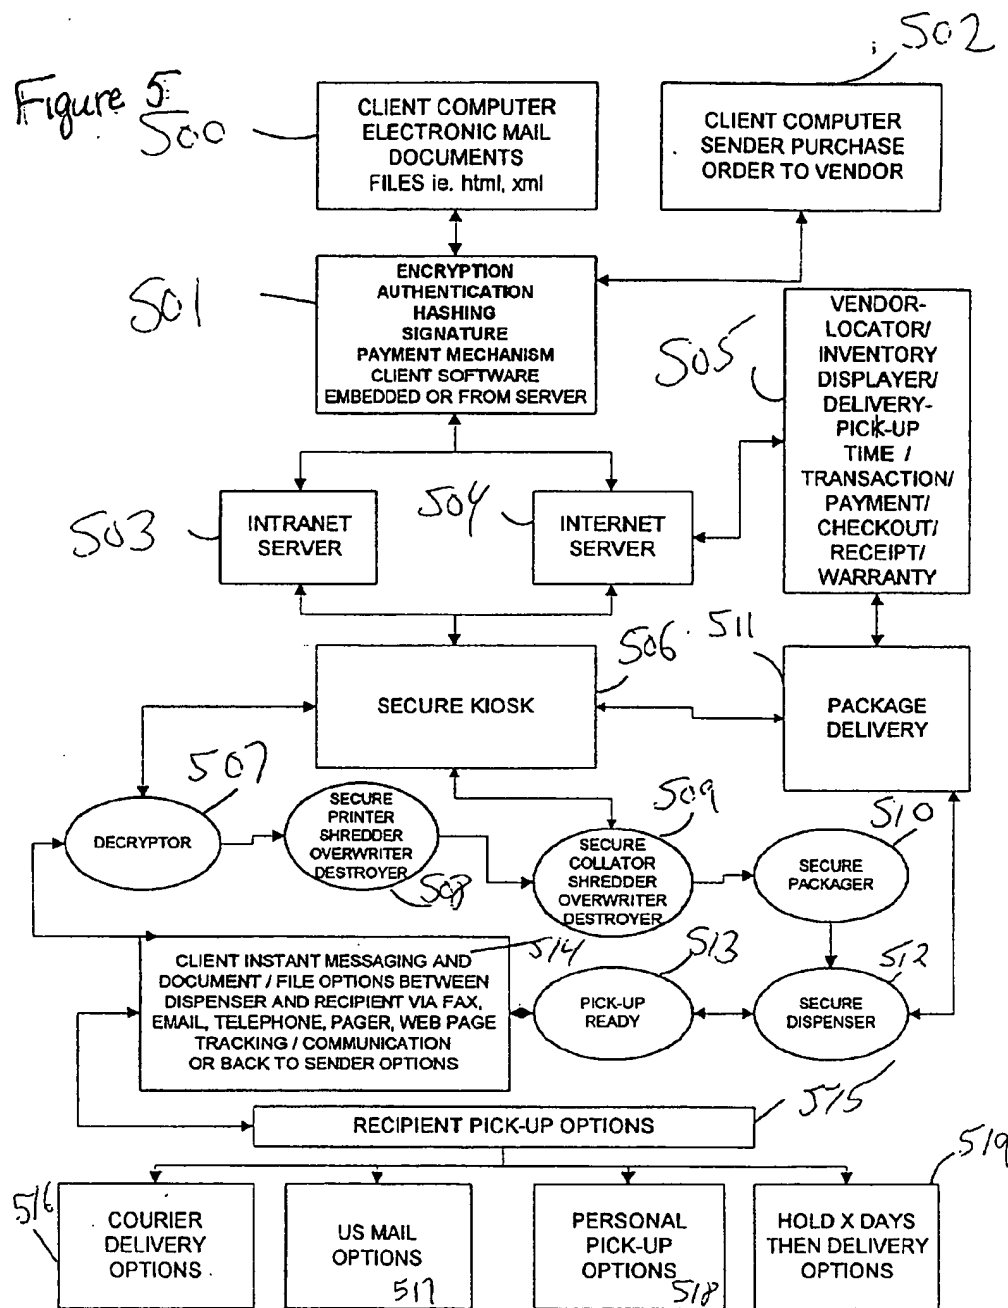 Figure 5
500
502
CLIENT COMPUTER
ELECTRONIC MAIL
DOCUMENTS
FILES ie. html, xml
CLIENT COMPUTER
SENDER PURCHASE
ORDER TO VENDOR
501
ENCRYPTION
AUTHENTICATION
HASHING
SIGNATURE
PAYMENT MECHANISM
CLIENT SOFTWARE
EMBEDDED OR FROM SERVER
505
VENDOR-
LOCATOR/
INVENTORY
DISPLAYER/
DELIVERY-
PICK-UP
TIME /
TRANSACTION/
PAYMENT/
CHECKOUT/
RECEIPT/
WARRANTY
503
INTRANET
SERVER
504
INTERNET
SERVER
506
SECURE KIOSK
511
PACKAGE
DELIVERY
507
DECRYPTOR
SECURE
PRINTER
SHREDDER
OVERWRITER
DESTROYER
508
509
SECURE
COLLATOR
SHREDDER
OVERWRITER
DESTROYER
510
SECURE
PACKAGER
514
CLIENT INSTANT MESSAGING AND
DOCUMENT / FILE OPTIONS BETWEEN
DISPENSER AND RECIPIENT VIA FAX,
EMAIL, TELEPHONE, PAGER, WEB PAGE
TRACKING / COMMUNICATION
OR BACK TO SENDER OPTIONS
513
PICK-UP
READY
512
SECURE
DISPENSER
515
RECIPIENT PICK-UP OPTIONS
516
COURIER
DELIVERY
OPTIONS
US MAIL
OPTIONS
517
PERSONAL
PICK-UP
OPTIONS
518
519
HOLD X DAYS
THEN DELIVERY
OPTIONS